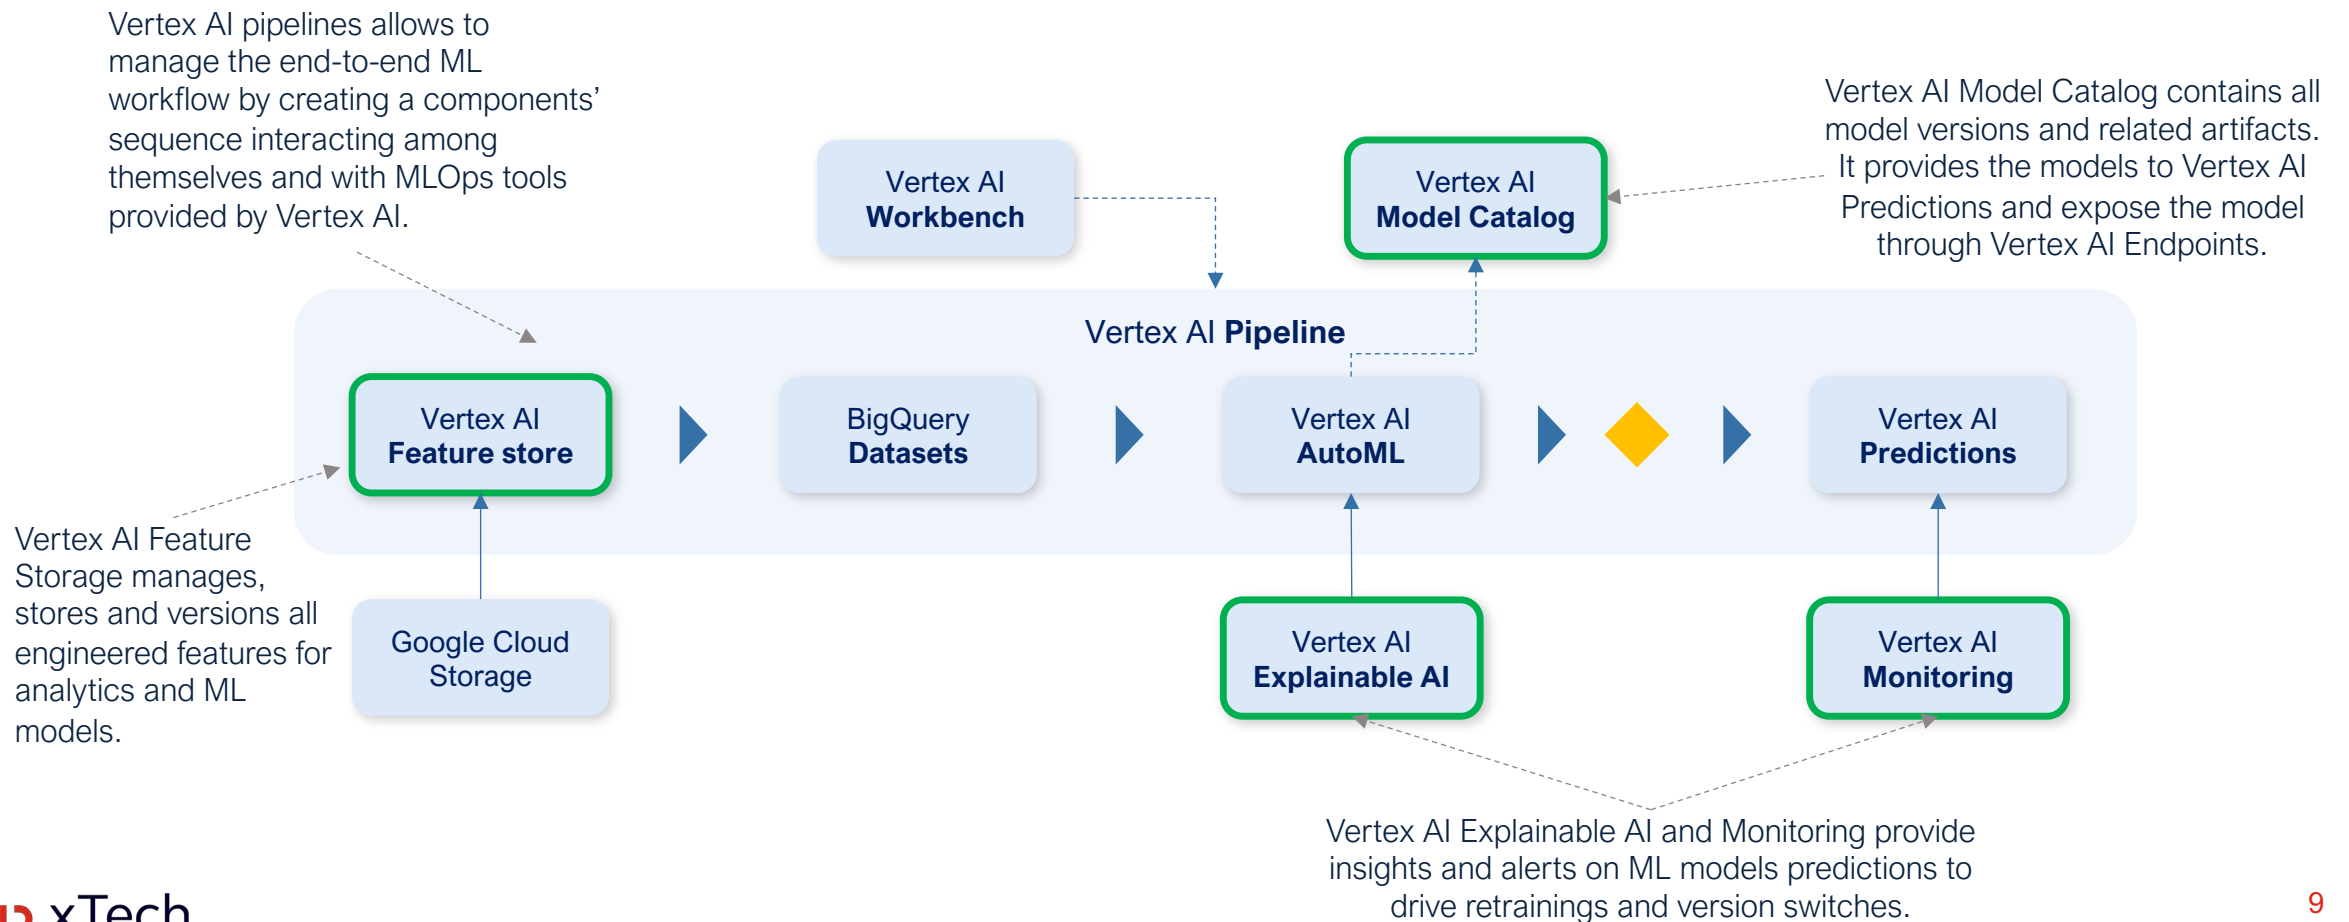 Vertex AI pipelines allows to
manage the end-to-end ML
workflow by creating a components’
sequence interacting among
themselves and with MLOps tools
provided by Vertex AI.
Vertex AI
Workbench
Vertex AI
Model Catalog
Vertex AI Model Catalog contains all
model versions and related artifacts.
It provides the models to Vertex AI
Predictions and expose the model
through Vertex AI Endpoints.
Vertex AI Pipeline
Vertex AI
Feature store
BigQuery
Datasets
Vertex AI
AutoML
Vertex AI
Predictions
Vertex AI Feature
Storage manages,
stores and versions all
engineered features for
analytics and ML
models.
Google Cloud
Storage
Vertex AI
Explainable AI
Vertex AI
Monitoring
Vertex AI Explainable AI and Monitoring provide
insights and alerts on ML models predictions to
drive retrainings and version switches.
xTech
9